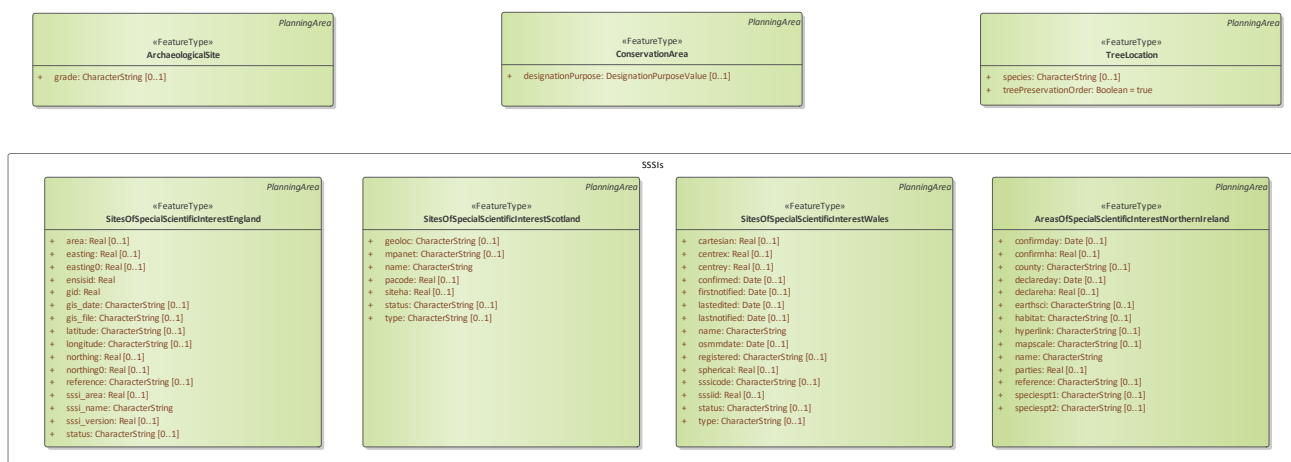 PlanningArea
«FeatureType»
ArchaeologicalSite
+ grade: CharacterString [0..1]
PlanningArea
«FeatureType»
ConservationArea
+ designationPurpose: DesignationPurposeValue [0..1]
PlanningArea
«FeatureType»
TreeLocation
+ species: CharacterString [0..1]
+ treePreservationOrder: Boolean = true
SSSIs
PlanningArea
«FeatureType»
SitesOfSpecialScientificInterestEngland
+ area: Real [0..1]
+ easting: Real [0..1]
+ easting0: Real [0..1]
+ ensisid: Real
+ gid: Real
+ gis_date: CharacterString [0..1]
+ gis_file: CharacterString [0..1]
+ latitude: CharacterString [0..1]
+ longitude: CharacterString [0..1]
+ northing: Real [0..1]
+ northing0: Real [0..1]
+ reference: CharacterString [0..1]
+ sssi_area: Real [0..1]
+ sssi_name: CharacterString
+ sssi_version: Real [0..1]
+ status: CharacterString [0..1]
PlanningArea
«FeatureType»
SitesOfSpecialScientificInterestScotland
+ geoloc: CharacterString [0..1]
+ mpanet: CharacterString [0..1]
+ name: CharacterString
+ pacode: Real [0..1]
+ siteha: Real [0..1]
+ status: CharacterString [0..1]
+ type: CharacterString [0..1]
PlanningArea
«FeatureType»
SitesOfSpecialScientificInterestWales
+ cartesian: Real [0..1]
+ centrex: Real [0..1]
+ centrey: Real [0..1]
+ confirmed: Date [0..1]
+ firstnotified: Date [0..1]
+ lastedited: Date [0..1]
+ lastnotified: Date [0..1]
+ name: CharacterString
+ osmmdate: Date [0..1]
+ registered: CharacterString [0..1]
+ spherical: Real [0..1]
+ sssicode: CharacterString [0..1]
+ sssiid: Real [0..1]
+ status: CharacterString [0..1]
+ type: CharacterString [0..1]
PlanningArea
«FeatureType»
AreasOfSpecialScientificInterestNorthernIreland
+ confirmday: Date [0..1]
+ confirmha: Real [0..1]
+ county: CharacterString [0..1]
+ declareday: Date [0..1]
+ declareha: Real [0..1]
+ earthsci: CharacterString [0..1]
+ habitat: CharacterString [0..1]
+ hyperlink: CharacterString [0..1]
+ mapscale: CharacterString [0..1]
+ name: CharacterString
+ parties: Real [0..1]
+ reference: CharacterString [0..1]
+ speciespt1: CharacterString [0..1]
+ speciespt2: CharacterString [0..1]